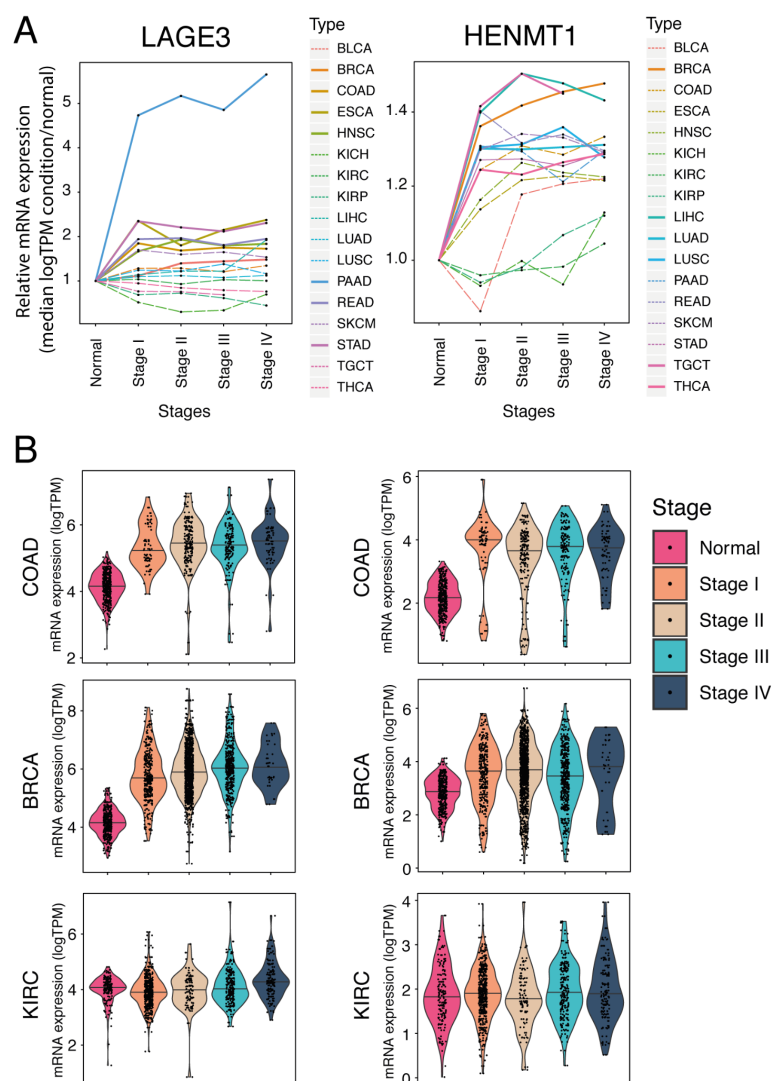 A
LAGE3
HENMT1
Relative mRNA expression
(median logTPM condition/normal)
5
4
3
2
1
Normal
Stage I
Stage II
Stage III
Stage IV
Stages
Type
BLCA
BRCA
COAD
ESCA
HNSC
KICH
KIRC
KIRP
LIHC
LUAD
LUSC
PAAD
READ
SKCM
STAD
TGCT
THCA
1.4
1.2
1.0
Normal
Stage I
Stage II
Stage III
Stage IV
Stages
Type
BLCA
BRCA
COAD
ESCA
HNSC
KICH
KIRC
KIRP
LIHC
LUAD
LUSC
PAAD
READ
SKCM
STAD
TGCT
THCA
B
COAD
mRNA expression (logTPM)
6
4
2
COAD
mRNA expression (logTPM)
6
4
2
BRCA
mRNA expression (logTPM)
8
6
4
BRCA
mRNA expression (logTPM)
6
4
2
0
KIRC
mRNA expression (logTPM)
6
4
2
KIRC
mRNA expression (logTPM)
4
3
2
1
0
Stage
Normal
Stage I
Stage II
Stage III
Stage IV